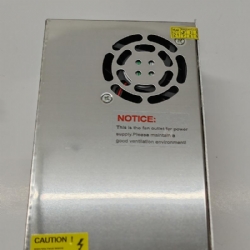 NOTICE:
This is the fan outlet for power
supply.Please maintain a
good ventilation environment!
CAUTION !